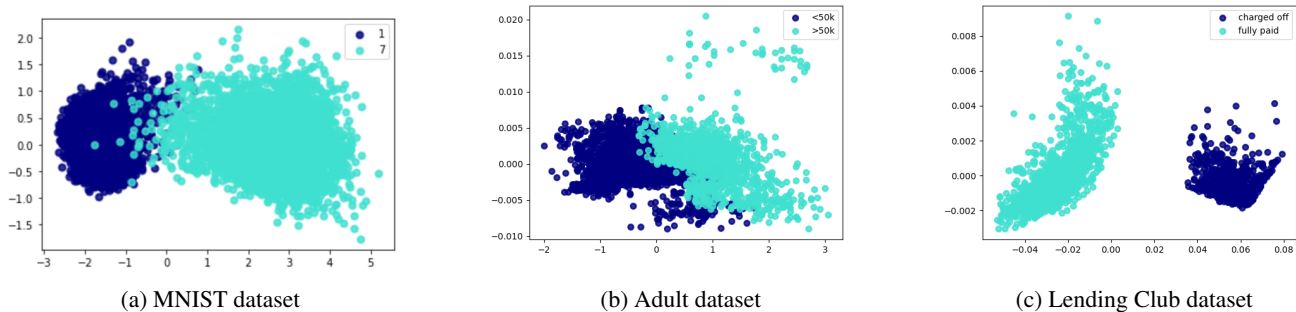 2.0
1.5
1.0
0.5
0.0
−0.5
−1.0
−1.5
−3 −2 −1 0 1 2 3 4 5
1
7
(a) MNIST dataset
0.020
0.015
0.010
0.005
0.000
−0.005
−0.010
−2 −1 0 1 2 3
<50k
>50k
(b) Adult dataset
0.008
0.006
0.004
0.002
0.000
−0.002
−0.04 −0.02 0.00 0.02 0.04 0.06 0.08
charged off
fully paid
(c) Lending Club dataset